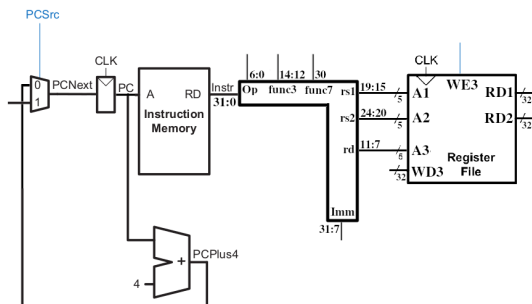 PCSrc
CLK
CLK
6:0 14:12 30
0
1
PCNext
PC
A RD
Instr
31:0
Instruction
Memory
Op func3 func7
rs1
19:15
5
A1
WE3
RD1
32
rs2
24:20
5
A2
RD2
32
rd
11:7
5
A3
32
WD3
Register
File
Imm
31:7
PCPlus4
+
4